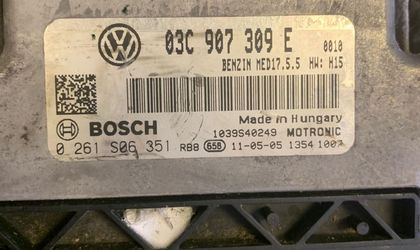 03C 907 309 E 0010
BENZIN MED17.5.5 HW: H15
Made in Hungary
BOSCH 1039S40249 MOTRONIC
0 261 S06 351 RBB 658 11-05-05 1354 1007